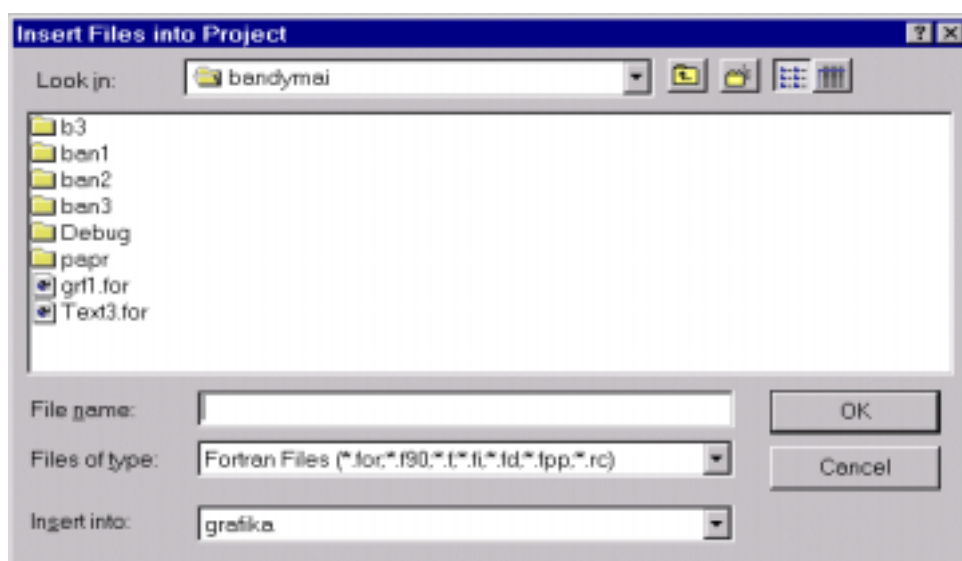 Insert Files into Project
Look in: bandymai
b3
ban1
ban2
ban3
Debug
papr
grf1.for
Text3.for
File name: OK
Files of type: Fortran Files (*.for;*.f90;*.f;*.fi;*.fd;*.fpp;*.rc) Cancel
Insert into: grafika